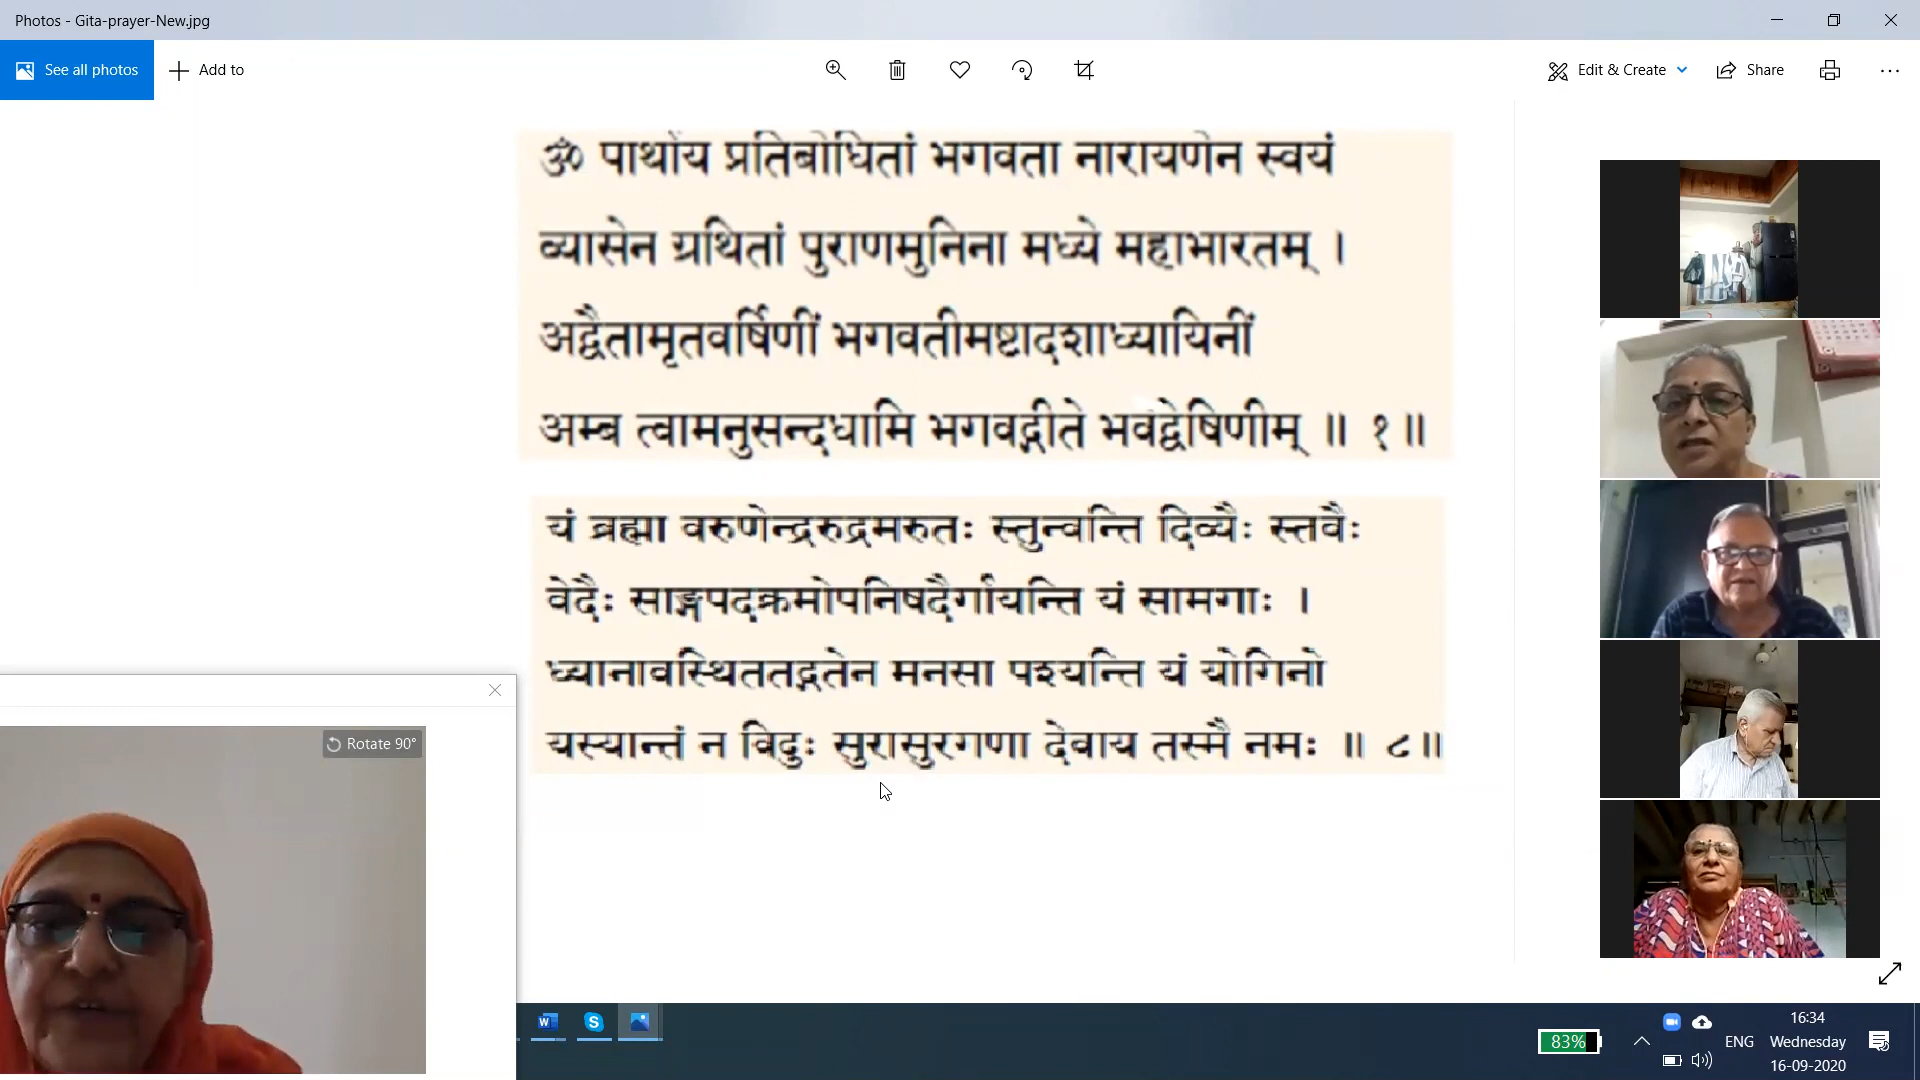 Photos - Gita-prayer-New.jpg
See all photos
Add to
Edit & Create
Share
ॐ पार्थाय प्रतिबोधितां भगवता नारायणेन स्वयं
व्यासेन ग्रथितां पुराणमुनिना मध्ये महाभारतम् ।
अद्वैतामृतवर्षिणीं भगवतीमष्टादशाध्यायिनीं
अम्ब त्वामनुसन्दधामि भगवद्गीते भवद्वेषिणीम् ॥ १॥
यं ब्रह्मा वरुणेन्द्ररुद्रमरुतः स्तुन्वन्ति दिव्यैः स्तवैः
वेदैः साङ्गपदक्रमोपनिषदैर्गायन्ति यं सामगाः ।
ध्यानावस्थिततद्गतेन मनसा पश्यन्ति यं योगिनो
यस्यान्तं न विदुः सुरासुरगणा देवाय तस्मै नमः ॥ ८॥
Rotate 90°
83%
ENG
16:34
Wednesday
16-09-2020